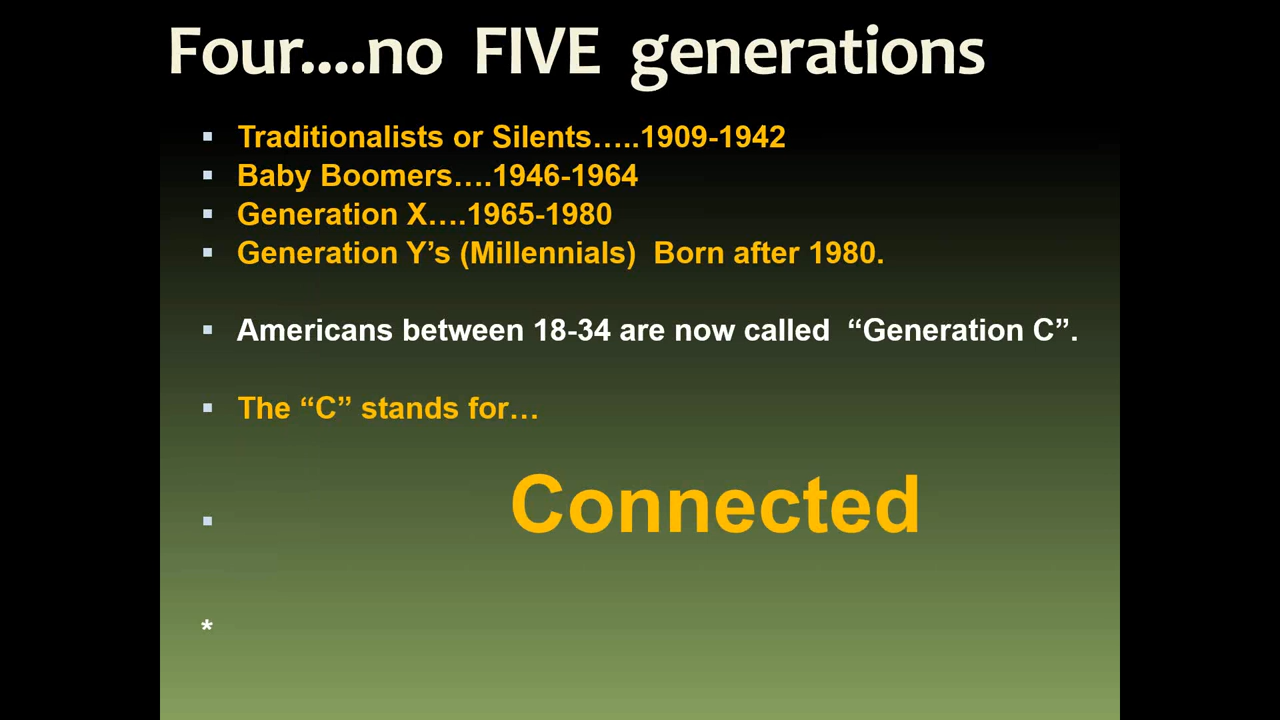 Four....no FIVE generations
▪ Traditionalists or Silents…..1909-1942
▪ Baby Boomers….1946-1964
▪ Generation X….1965-1980
▪ Generation Y’s (Millennials) Born after 1980.
▪ Americans between 18-34 are now called “Generation C”.
▪ The “C” stands for…
▪ Connected
*